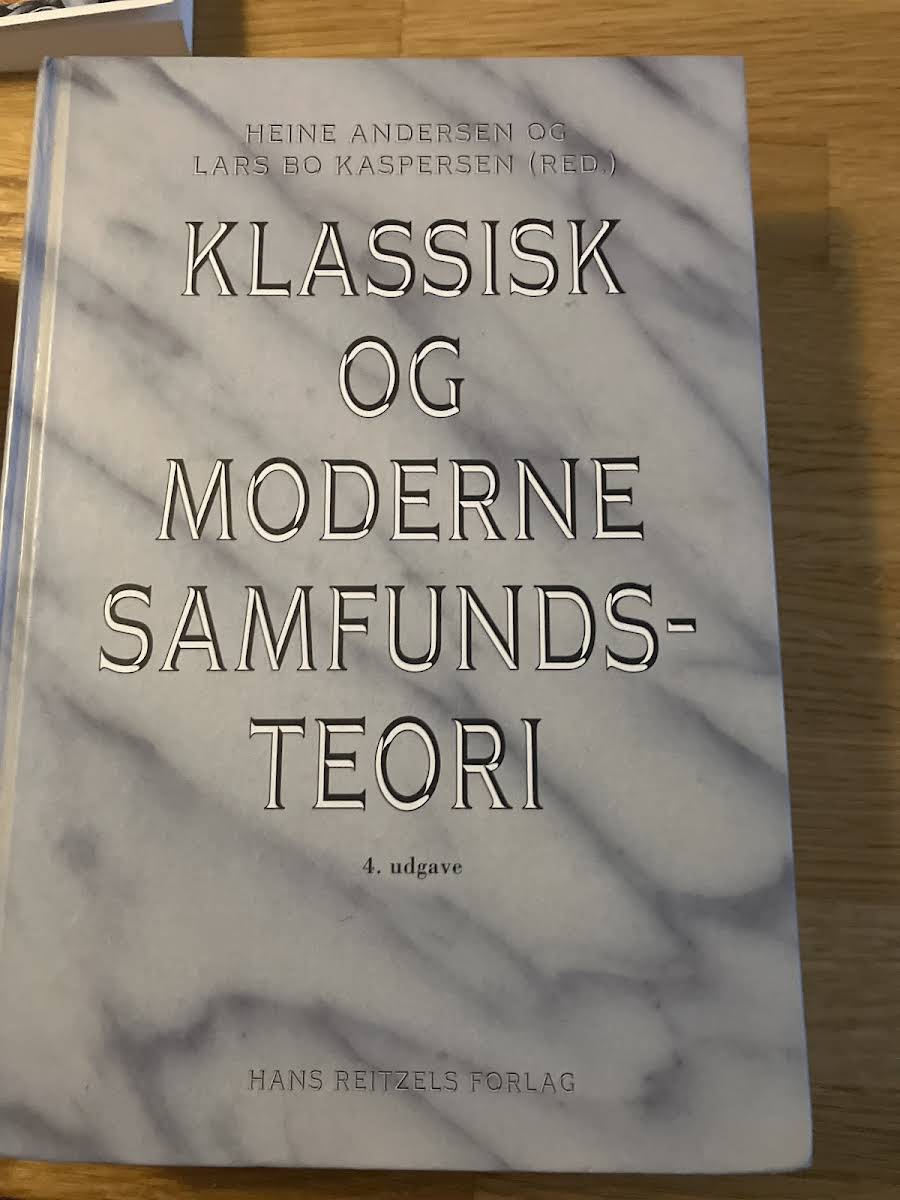 HEINE ANDERSEN OG
LARS BO KASPERSEN (RED.)
KLASSISK
OG
MODERNE
SAMFUNDS-
TEORI
4. udgave
HANS REITZELS FORLAG